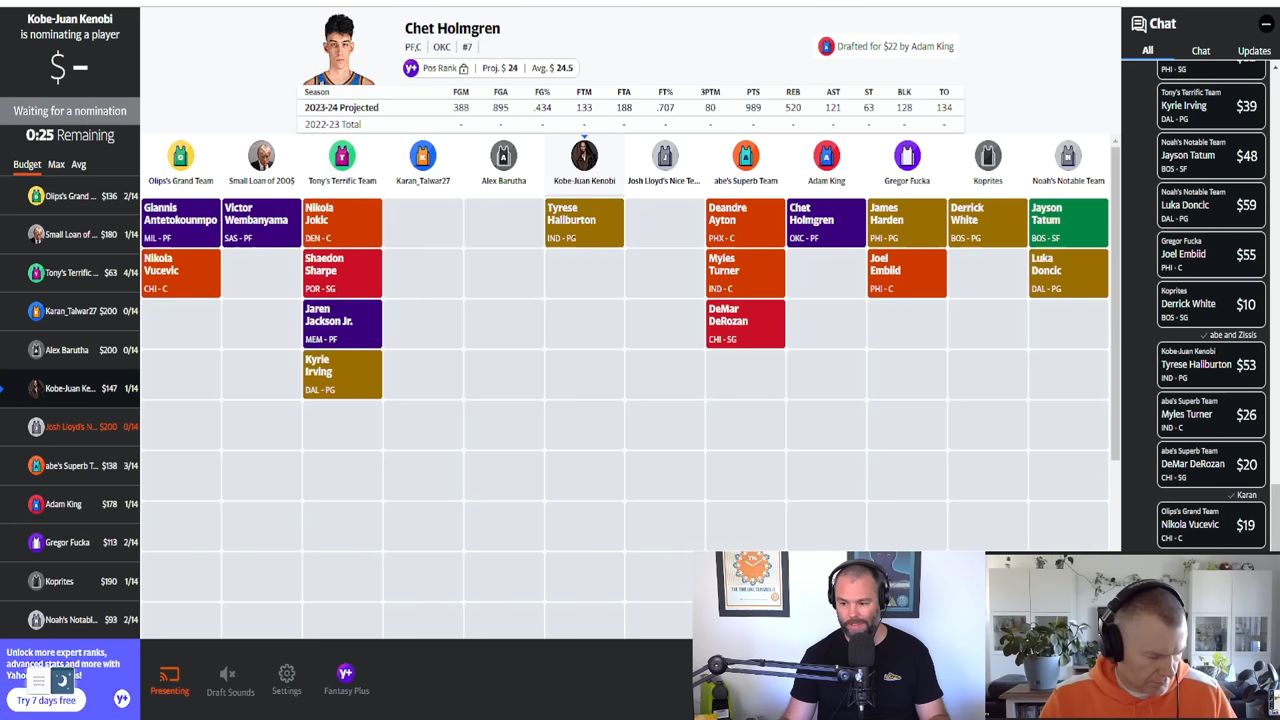 Kobe-Juan Kenobi
is nominating a player
$ –
Waiting for a nomination
0:25 Remaining
Budget Max Avg
Olips's Grand ... $136 2/14
Small Loan of ... $180 1/14
Tony's Terrific ... $63 4/14
Karan_Talwar27 $200 0/14
Alex Barutha $200 0/14
Kobe-Juan Ke... $147 1/14
Josh Lloyd's N... $200 0/14
abe's Superb T... $138 3/14
Adam King $178 1/14
Gregor Fucka $113 2/14
Koprites $190 1/14
Noah's Notabl... $93 2/14
Unlock more expert ranks,
advanced stats and more with
Try 7 days free
y+
Chet Holmgren
PF,C OKC #7
y+ Pos Rank Proj. $ 24 Avg. $ 24.5
Drafted for $22 by Adam King
Season FGM FGA FG% FTM FTA FT% 3PTM PTS REB AST ST BLK TO
2023-24 Projected 388 895 .434 133 188 .707 80 989 520 121 63 128 134
2022-23 Total - - - - - - - - - - - - -
Olips's Grand Team Small Loan of 200$ Tony's Terrific Team Karan_Talwar27 Alex Barutha Kobe-Juan Kenobi Josh Lloyd's Nice Te... abe's Superb Team Adam King Gregor Fucka Koprites Noah's Notable Team
Giannis Victor Nikola Tyrese Deandre Chet James Derrick Jayson
Antetokounmpo Wembanyama Jokic Haliburton Ayton Holmgren Harden White Tatum
MIL - PF SAS - PF DEN - C IND - PG PHX - C OKC - PF PHI - PG BOS - PG BOS - SF
Nikola Shaedon Myles Joel Luka
Vucevic Sharpe Turner Embiid Doncic
CHI - C POR - SG IND - C PHI - C DAL - PG
Jaren DeMar
Jackson Jr. DeRozan
MEM - PF CHI - SG
Kyrie
Irving
DAL - PG
Presenting Draft Sounds Settings Fantasy Plus
Chat
All Chat Updates
PHI - SG
Tony's Terrific Team
Kyrie Irving $39
DAL - PG
Noah's Notable Team
Jayson Tatum $48
BOS - SF
Noah's Notable Team
Luka Doncic $59
DAL - PG
Gregor Fucka
Joel Embiid $55
PHI - C
Koprites
Derrick White $10
BOS - SG
abe and Zissis
Kobe-Juan Kenobi
Tyrese Haliburton $53
IND - PG
abe's Superb Team
Myles Turner $26
IND - C
abe's Superb Team
DeMar DeRozan $20
CHI - SG
Karan
Olips's Grand Team
Nikola Vucevic $19
CHI - C